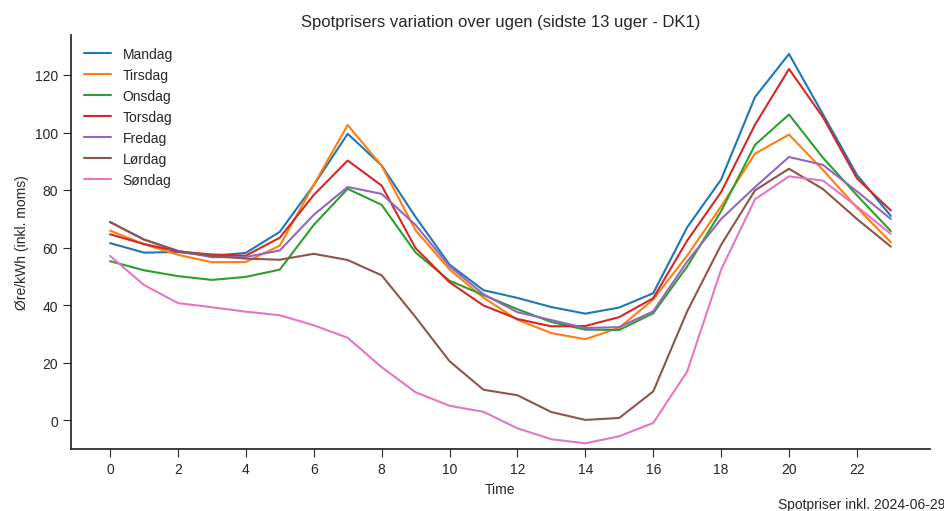 Spotprisers variation over ugen (sidste 13 uger - DK1)
Mandag
Tirsdag
Onsdag
Torsdag
Fredag
Lørdag
Søndag
Øre/kWh (inkl. moms)
120
100
80
60
40
20
0
0 2 4 6 8 10 12 14 16 18 20 22
Time
Spotpriser inkl. 2024-06-29